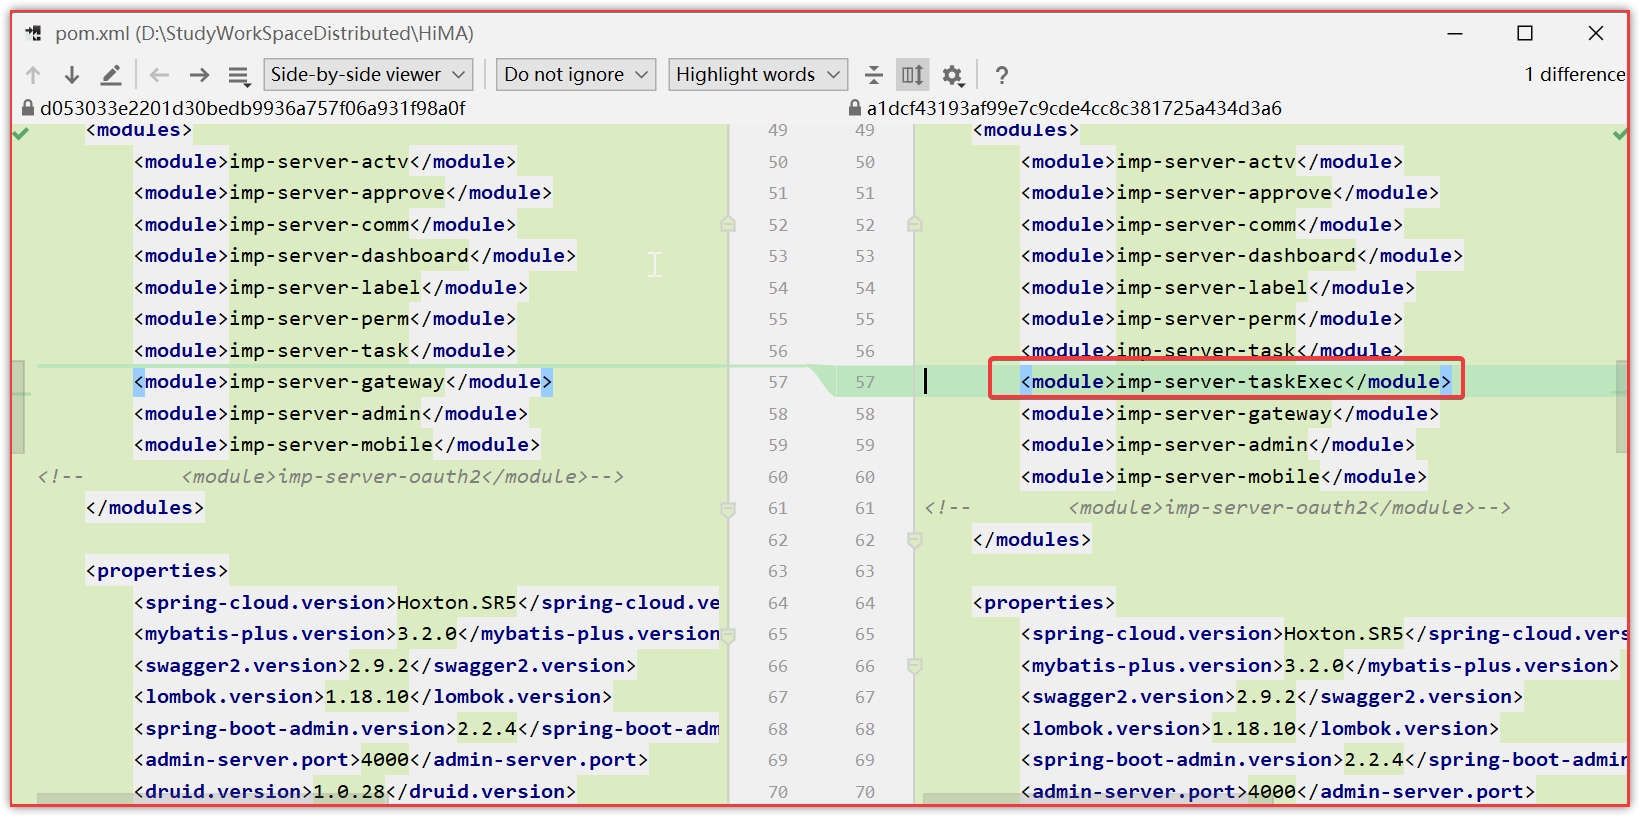 pom.xml (D:\StudyWorkSpaceDistributed\HiMA)
Side-by-side viewer Do not ignore Highlight words ? 1 difference
d053033e2201d30bedb9936a757f06a931f98a0f a1dcf43193af99e7c9cde4cc8c381725a434d3a6
<modules> 49 49 <modules>
<module>imp-server-actv</module> 50 50 <module>imp-server-actv</module>
<module>imp-server-approve</module> 51 51 <module>imp-server-approve</module>
<module>imp-server-comm</module> 52 52 <module>imp-server-comm</module>
<module>imp-server-dashboard</module> 53 53 <module>imp-server-dashboard</module>
<module>imp-server-label</module> 54 54 <module>imp-server-label</module>
<module>imp-server-perm</module> 55 55 <module>imp-server-perm</module>
<module>imp-server-task</module> 56 56 <module>imp-server-task</module>
<module>imp-server-gateway</module> 57 57 <module>imp-server-taskExec</module>
<module>imp-server-admin</module> 58 58 <module>imp-server-gateway</module>
<module>imp-server-mobile</module> 59 59 <module>imp-server-admin</module>
<!-- <module>imp-server-oauth2</module>--> 60 60 <module>imp-server-mobile</module>
</modules> 61 61 <!-- <module>imp-server-oauth2</module>-->
62 62 </modules>
<properties> 63 63
<spring-cloud.version>Hoxton.SR5</spring-cloud.ve 64 64 <properties>
<mybatis-plus.version>3.2.0</mybatis-plus.version 65 65 <spring-cloud.version>Hoxton.SR5</spring-cloud.vers
<swagger2.version>2.9.2</swagger2.version> 66 66 <mybatis-plus.version>3.2.0</mybatis-plus.version>
<lombok.version>1.18.10</lombok.version> 67 67 <swagger2.version>2.9.2</swagger2.version>
<spring-boot-admin.version>2.2.4</spring-boot-adm 68 68 <lombok.version>1.18.10</lombok.version>
<admin-server.port>4000</admin-server.port> 69 69 <spring-boot-admin.version>2.2.4</spring-boot-admin
<druid.version>1.0.28</druid.version> 70 70 <admin-server.port>4000</admin-server.port>